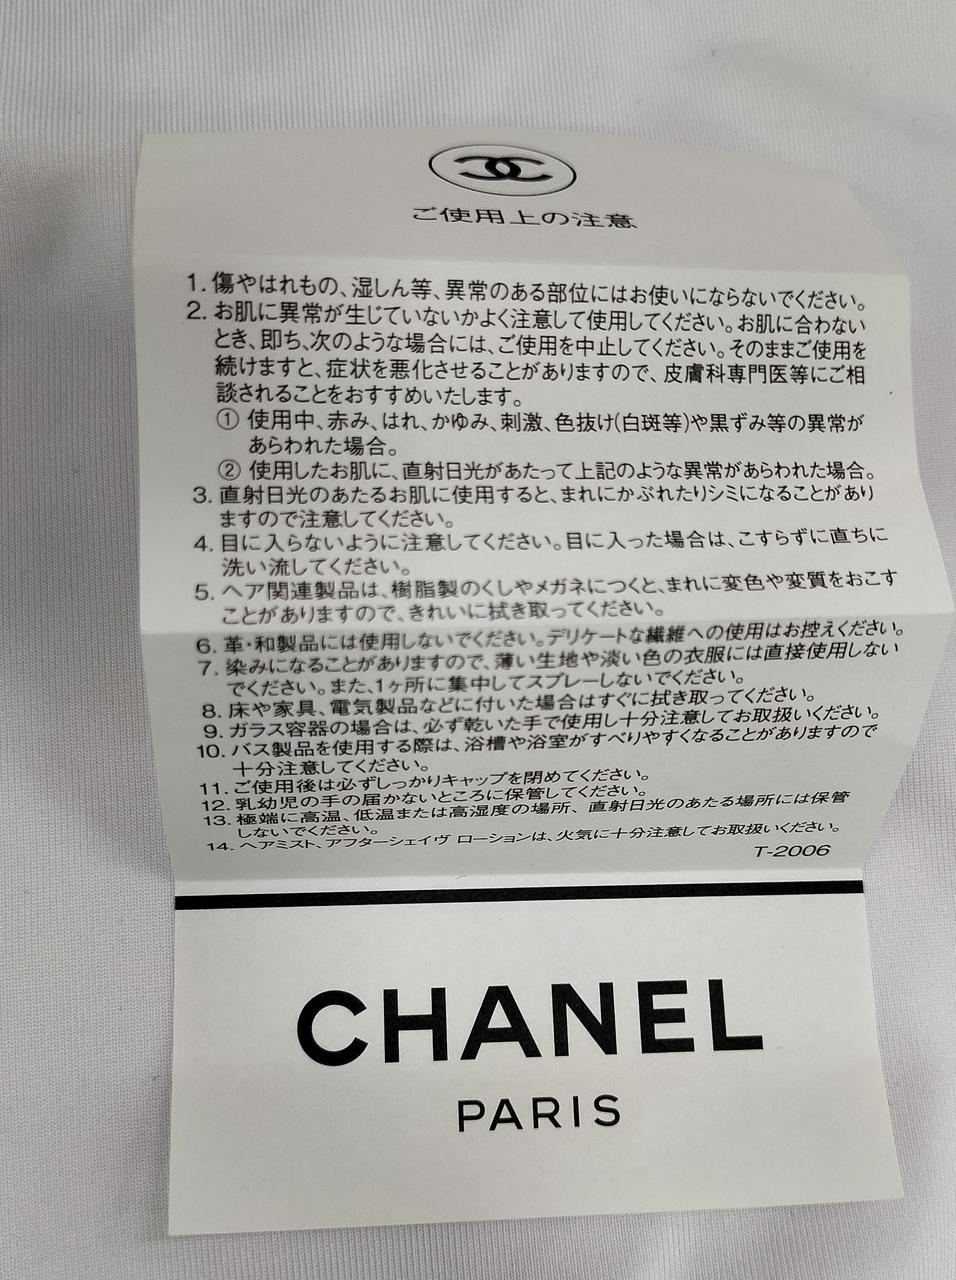 ご使用上の注意
1. 傷やはれもの、湿しん等、異常のある部位にはお使いにならないでください。
2. お肌に異常が生じていないかよく注意して使用してください。お肌に合わない
とき、即ち、次のような場合には、ご使用を中止してください。そのままご使用を
続けますと、症状を悪化させることがありますので、皮膚科専門医等にご相
談されることをおすすめいたします。
① 使用中、赤み、はれ、かゆみ、刺激、色抜け(白斑等)や黒ずみ等の異常が
あらわれた場合。
② 使用したお肌に、直射日光があたって上記のような異常があらわれた場合。
3. 直射日光のあたるお肌に使用すると、まれにかぶれたりシミになることがあり
ますので注意してください。
4. 目に入らないように注意してください。目に入った場合は、こすらずに直ちに
洗い流してください。
5. ヘア関連製品は、樹脂製のくしやメガネにつくと、まれに変色や変質をおこす
ことがありますので、きれいに拭き取ってください。
6. 革・和製品には使用しないでください。デリケートな繊維への使用はお控えください。
7. 染みになることがありますので、薄い生地や淡い色の衣服には直接使用しない
でください。また、1ヶ所に集中してスプレーしないでください。
8. 床や家具、電気製品などに付いた場合はすぐに拭き取ってください。
9. ガラス容器の場合は、必ず乾いた手で使用し十分注意してお取扱いください。
10. バス製品を使用する際は、浴槽や浴室がすべりやすくなることがありますので
十分注意してください。
11. ご使用後は必ずしっかりキャップを閉めてください。
12. 乳幼児の手の届かないところに保管してください。
13. 極端に高温、低温または高湿度の場所、直射日光のあたる場所には保管
しないでください。
14. ヘアミスト、アフターシェイヴ ローションは、火気に十分注意してお取扱いください。
T-2006
CHANEL
PARIS